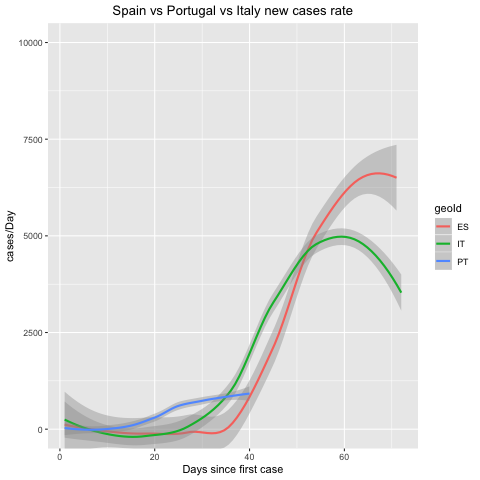 Spain vs Portugal vs Italy new cases rate
10000
7500
5000
2500
0
cases/Day
0 20 40 60
Days since first case
geoId
ES
IT
PT